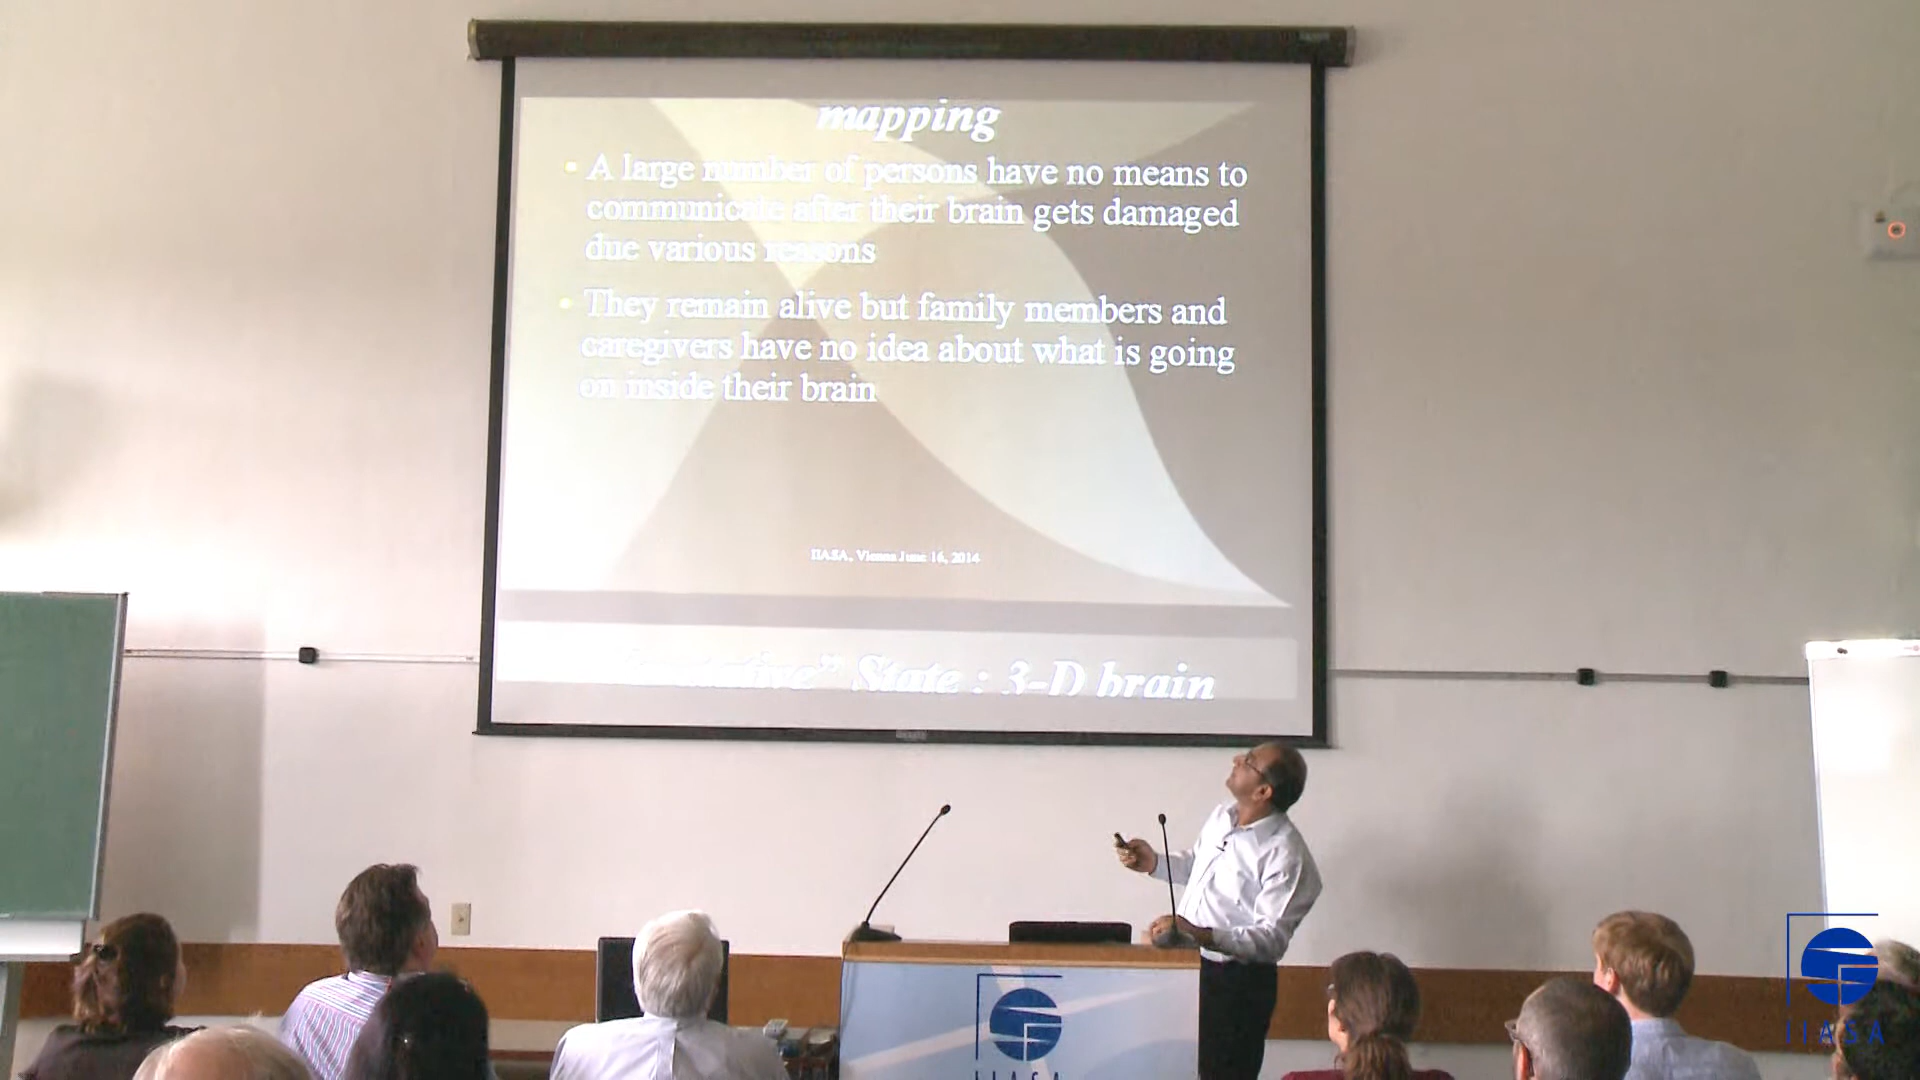 mapping
• A large number of persons have no means to
communicate after their brain gets damaged
due various reasons
• They remain alive but family members and
caregivers have no idea about what is going
on inside their brain
IIASA, Vienna June 16, 2014
State : 3-D brain
IIASA
IIASA